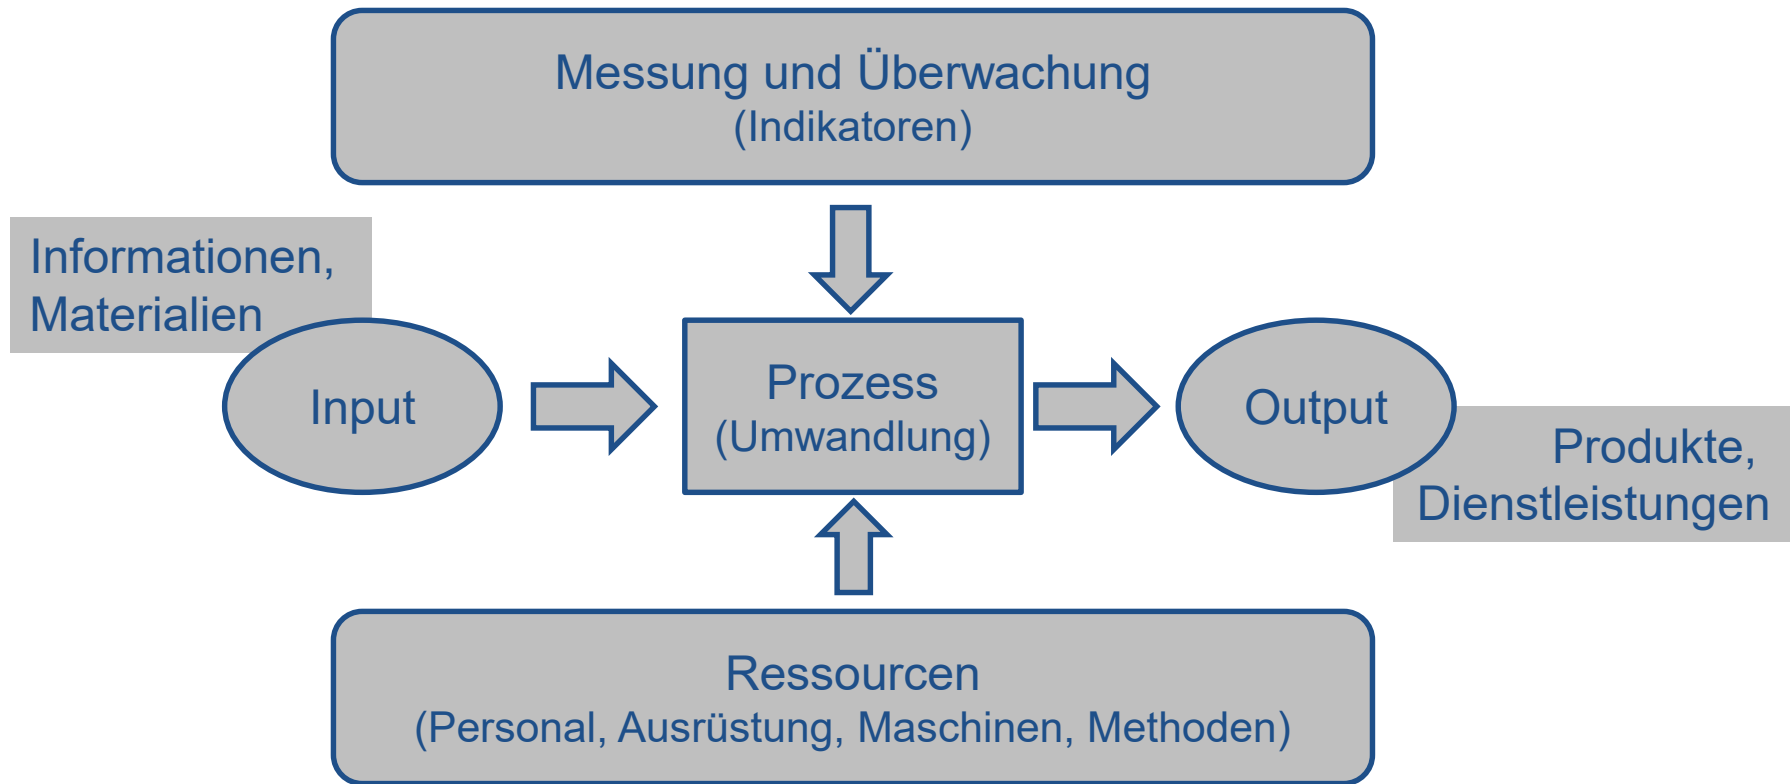 Messung und Überwachung
(Indikatoren)
Informationen,
Materialien
Input
Prozess
(Umwandlung)
Output
Produkte,
Dienstleistungen
Ressourcen
(Personal, Ausrüstung, Maschinen, Methoden)